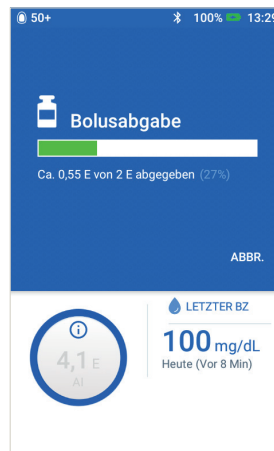 50+ 100% 13:29
Bolusabgabe
Ca. 0,55 E von 2 E abgegeben (27%)
ABBR.
LETZTER BZ
100 mg/dL
Heute (Vor 8 Min)
4,1 E
AI